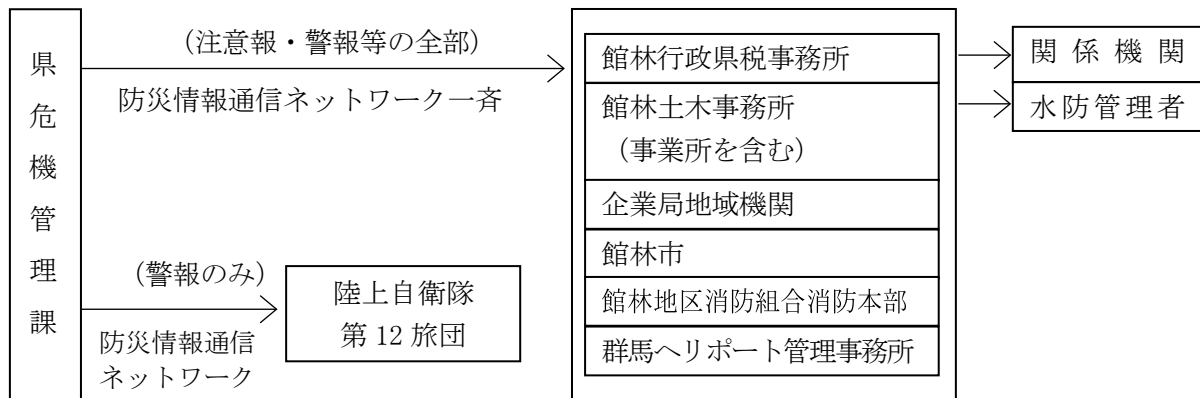 県危機管理課
(注意報・警報等の全部)
防災情報通信ネットワーク一斉
(警報のみ)
防災情報通信
ネットワーク
陸上自衛隊
第 12 旅団
館林行政県税事務所
館林土木事務所
(事業所を含む)
企業局地域機関
館林市
館林地区消防組合消防本部
群馬ヘリポート管理事務所
関係機関
水防管理者